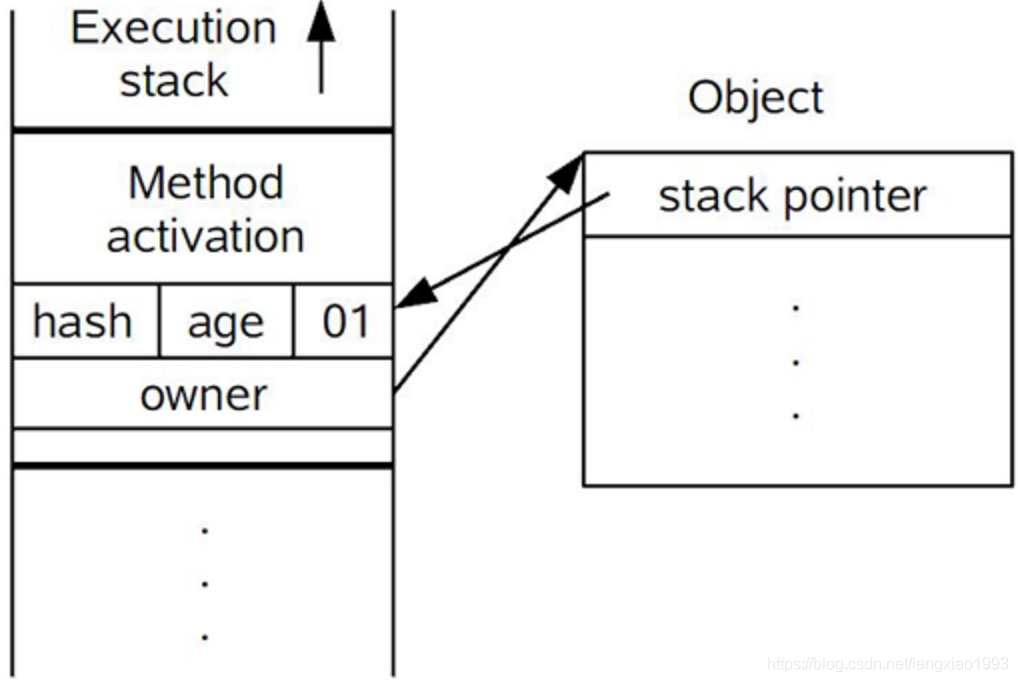 Execution
stack
Method
activation
hash age 01
owner
Object
stack pointer
https://blog.csdn.net/lengxiao1993